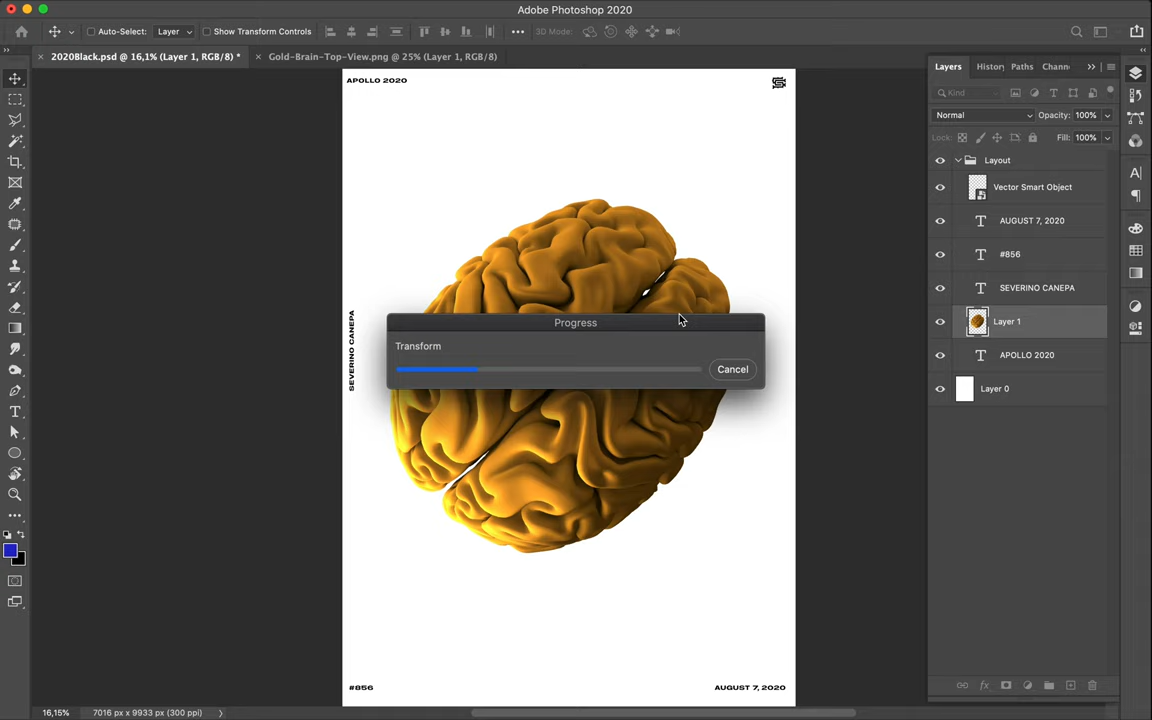 Adobe Photoshop 2020
Auto-Select: Layer Show Transform Controls 3D Mode:
2020Black.psd @ 16,1% (Layer 1, RGB/8) * Gold-Brain-Top-View.png @ 25% (Layer 1, RGB/8)
APOLLO 2020
SEVERINO CANEPA
#856
AUGUST 7, 2020
Progress
Transform
Cancel
Layers Histor Paths Chann
Kind
Normal Opacity: 100%
Lock: Fill: 100%
Layout
Vector Smart Object
T AUGUST 7, 2020
T #856
T SEVERINO CANEPA
Layer 1
T APOLLO 2020
Layer 0
fx
16,15% 7016 px x 9933 px (300 ppi)